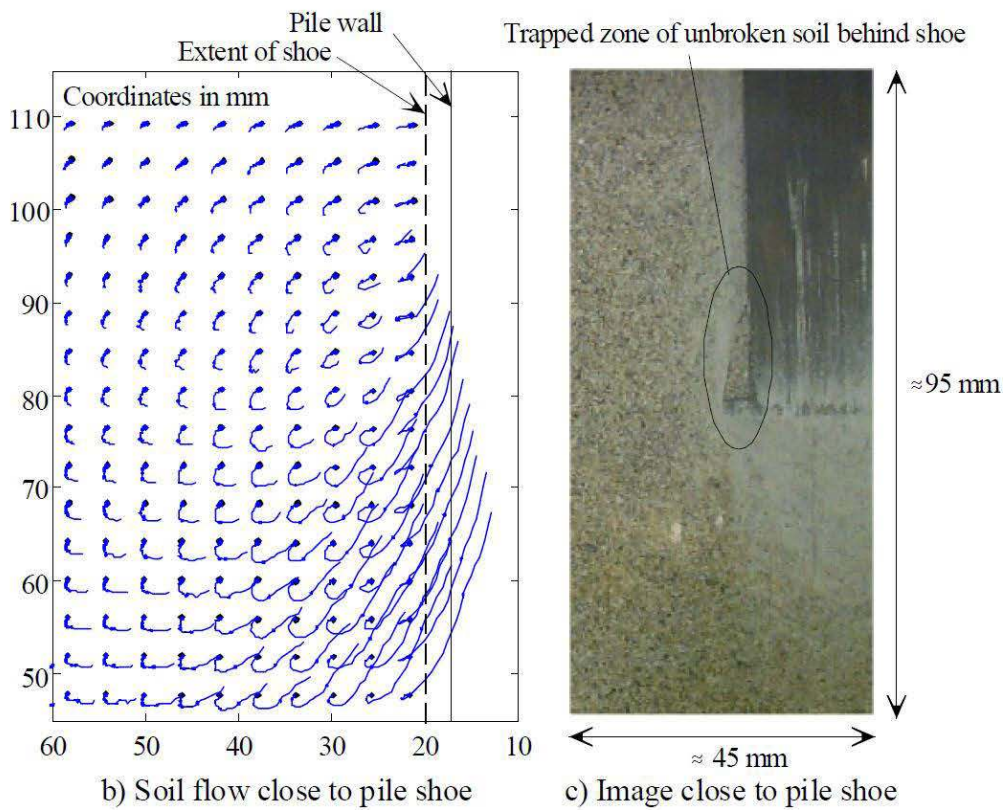 Pile wall
Extent of shoe
Trapped zone of unbroken soil behind shoe
Coordinates in mm
110
100
90
80
70
60
50
60
50
40
30
20
10
≈95 mm
≈ 45 mm
b) Soil flow close to pile shoe
c) Image close to pile shoe